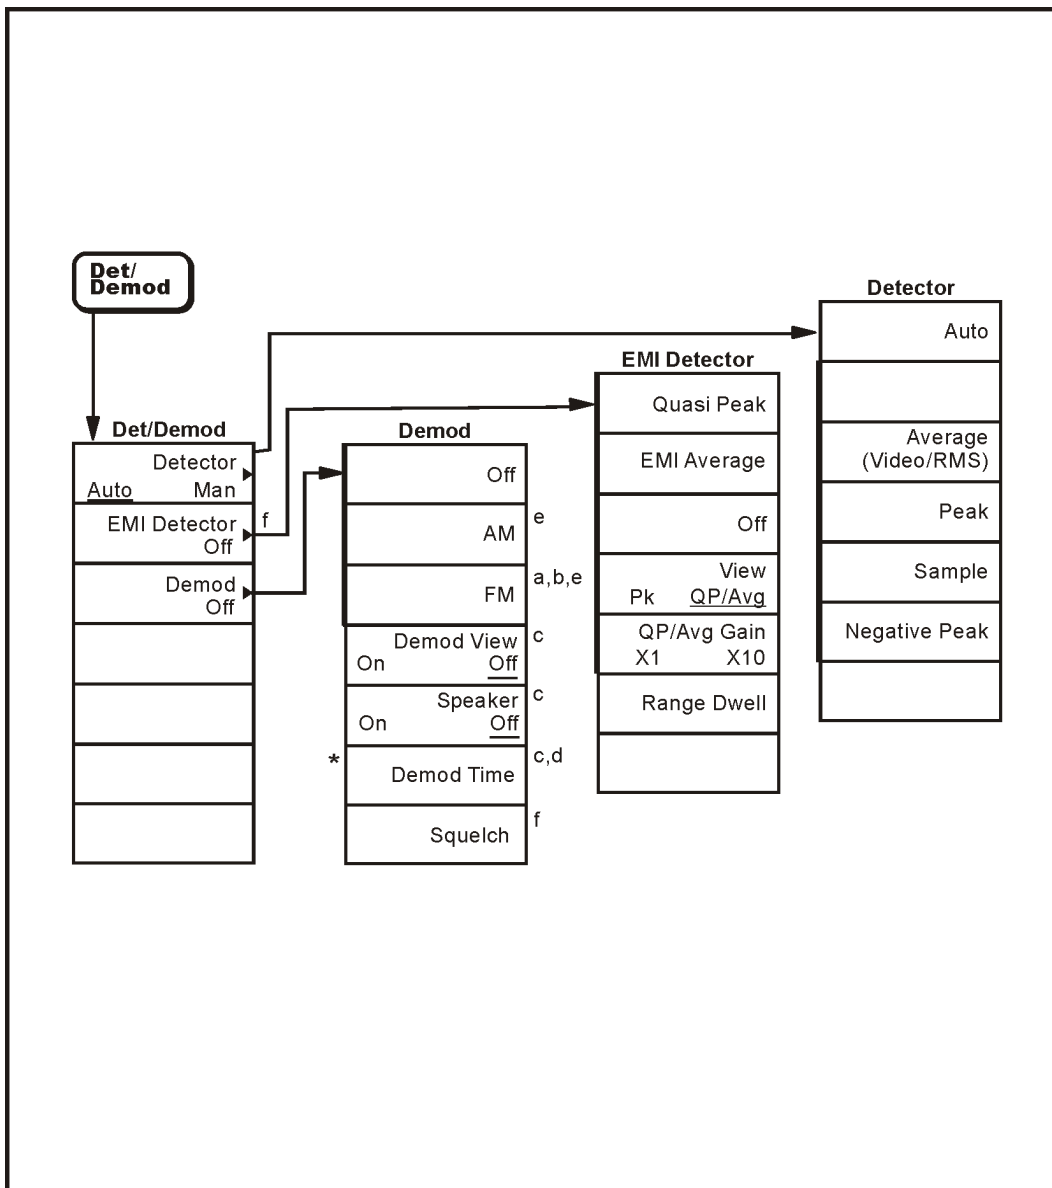 Det/
Demod
Det/Demod
Detector
Auto Man
EMI Detector
Off
f
Demod
Off
Demod
Off
AM
e
FM
a,b,e
Demod View
On Off
c
Speaker
On Off
c
*
Demod Time
c,d
Squelch
f
EMI Detector
Quasi Peak
EMI Average
Off
View
Pk QP/Avg
QP/Avg Gain
X1 X10
Range Dwell
Detector
Auto
Average
(Video/RMS)
Peak
Sample
Negative Peak